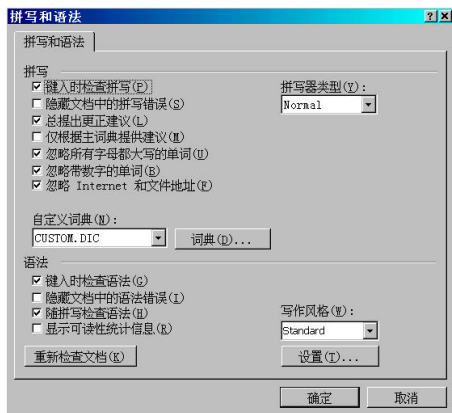 拼写和语法
拼写和语法
拼写
键入时检查拼写(P)
拼写器类型(Y):
隐藏文档中的拼写错误(S)
Normal
总提出更正建议(L)
仅根据主词典提供建议(M)
忽略所有字母都大写的单词(U)
忽略带数字的单词(B)
忽略 Internet 和文件地址(F)
自定义词典(N):
CUSTOM.DIC
词典(D)...
语法
键入时检查语法(G)
隐藏文档中的语法错误(I)
随拼写检查语法(H)
写作风格(W):
显示可读性统计信息(R)
Standard
重新检查文档(K)
设置(T)...
确定
取消